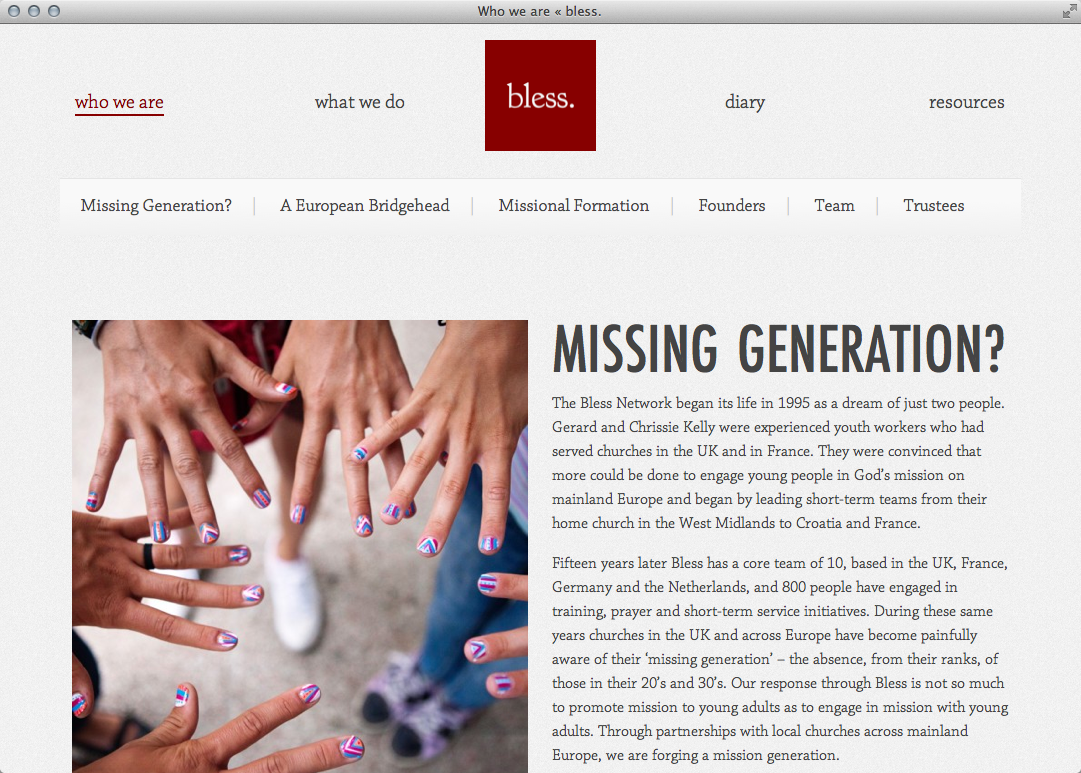 Who we are « bless.
who we are
what we do
bless.
diary
resources
Missing Generation?
A European Bridgehead
Missional Formation
Founders
Team
Trustees
MISSING GENERATION?
The Bless Network began its life in 1995 as a dream of just two people.
Gerard and Chrissie Kelly were experienced youth workers who had
served churches in the UK and in France. They were convinced that
more could be done to engage young people in God’s mission on
mainland Europe and began by leading short-term teams from their
home church in the West Midlands to Croatia and France.
Fifteen years later Bless has a core team of 10, based in the UK, France,
Germany and the Netherlands, and 800 people have engaged in
training, prayer and short-term service initiatives. During these same
years churches in the UK and across Europe have become painfully
aware of their ‘missing generation’ – the absence, from their ranks, of
those in their 20’s and 30’s. Our response through Bless is not so much
to promote mission to young adults as to engage in mission with young
adults. Through partnerships with local churches across mainland
Europe, we are forging a mission generation.